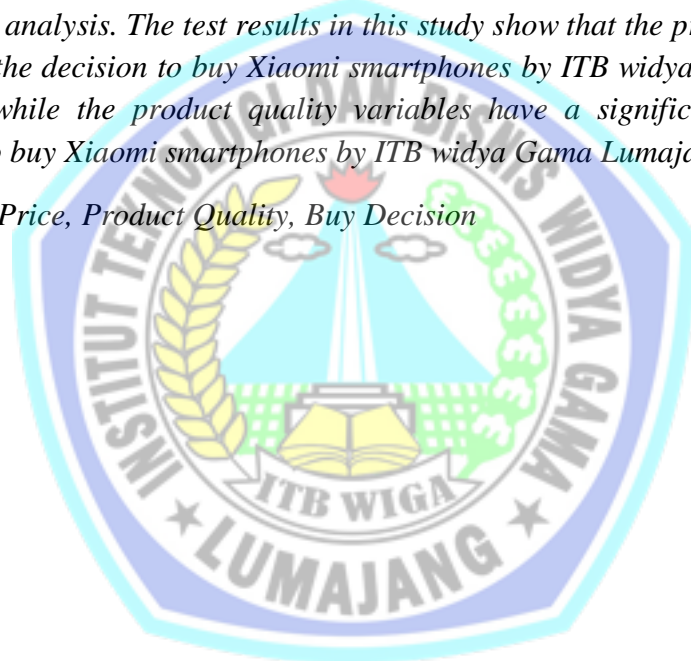 analysis. The test results in this study show that the p
the decision to buy Xiaomi smartphones by ITB widya
while the product quality variables have a signific
o buy Xiaomi smartphones by ITB widya Gama Lumaja
Price, Product Quality, Buy Decision
INSTITUT TEKNOLOGI DAN BISNIS WIDYA GAMA
ITB WIGA
LUMAJANG